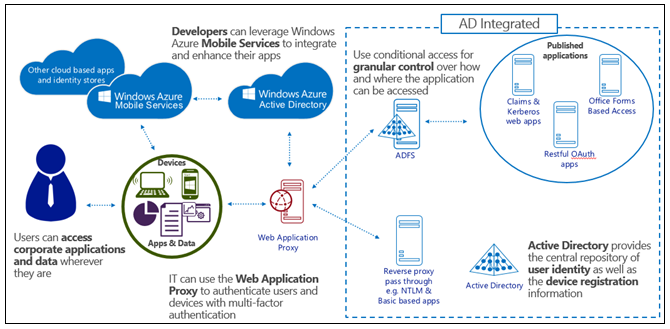 Developers can leverage Windows
Azure Mobile Services to integrate
and enhance their apps
Other cloud based apps
and identity stores
Windows Azure
Mobile Services
Windows Azure
Active Directory
AD Integrated
Use conditional access for
granular control over how
and where the application
can be accessed
Published
applications
Claims &
Kerberos
web apps
Office Forms
Based Access
Restful OAuth
apps
ADFS
Devices
Apps & Data
Web Application
Proxy
Users can access
corporate applications
and data wherever
they are
IT can use the Web Application
Proxy to authenticate users and
devices with multi-factor
authentication
Reverse proxy
pass through
e.g. NTLM &
Basic based apps
Active Directory
Active Directory provides
the central repository of
user identity as well as
the device registration
information